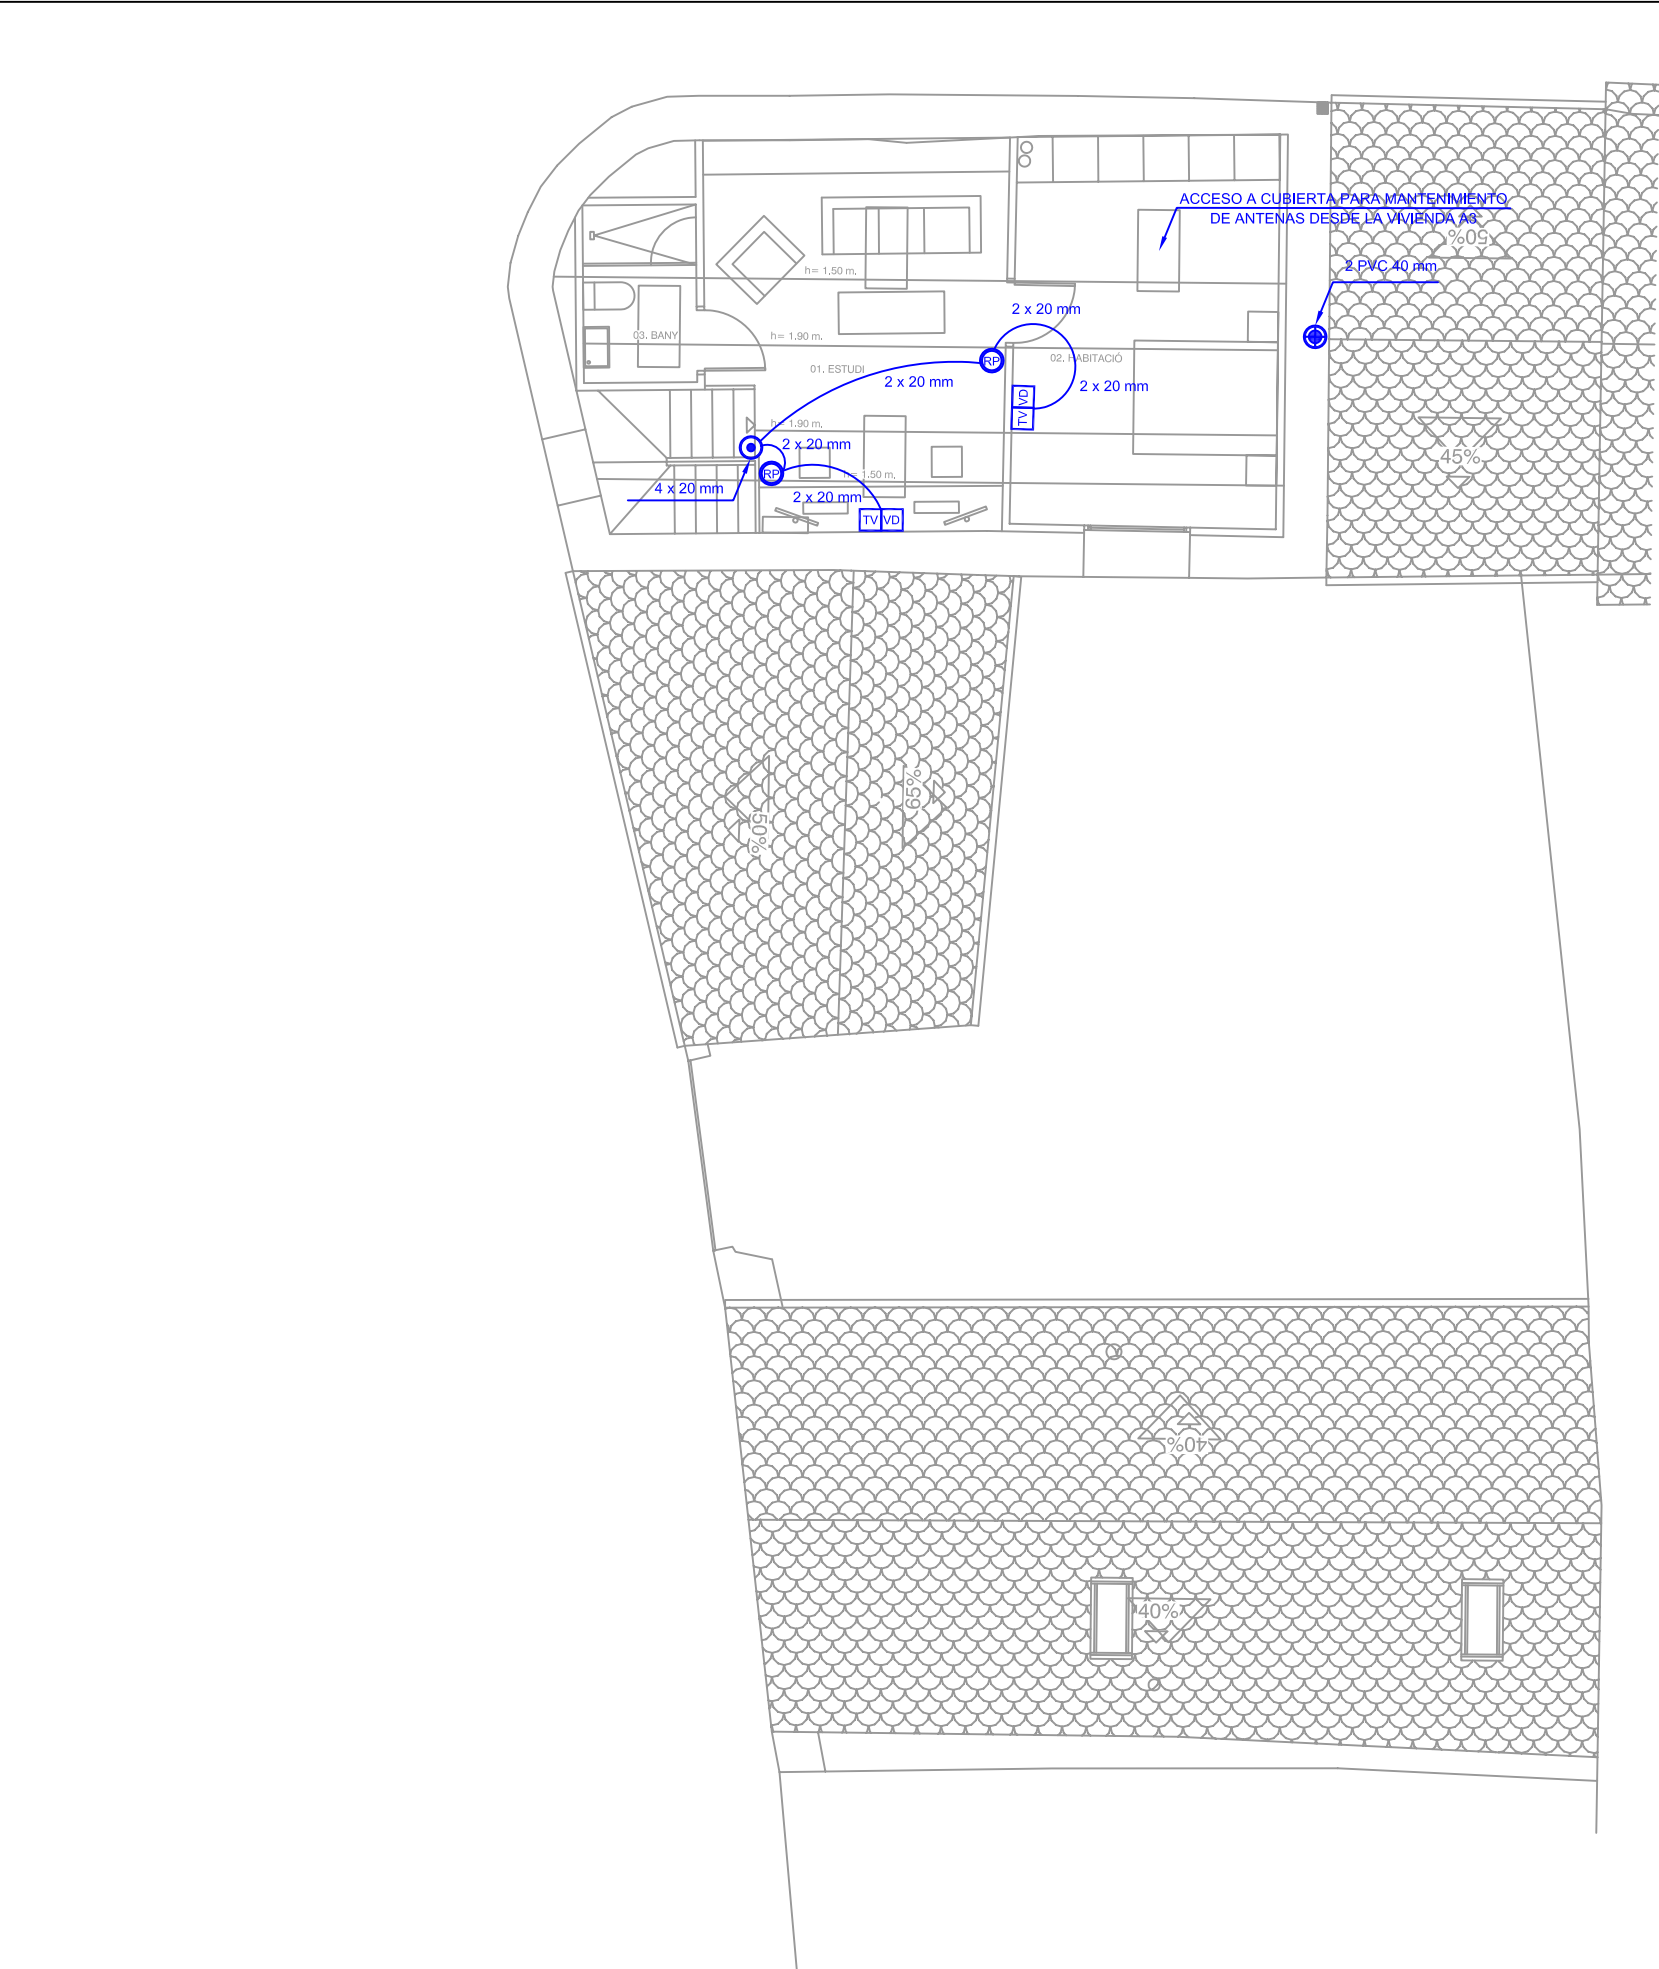 ACCESO A CUBIERTA PARA MANTENIMIENTO
DE ANTENAS DESDE LA VIVIENDA A3
50%
2 PVC 40 mm
h= 1.50 m.
2 x 20 mm
03. BANY
h= 1.90 m.
RP
02. HABITACIÓ
01. ESTUDI
2 x 20 mm
2 x 20 mm
VD
TV
h= 1.90 m.
2 x 20 mm
45%
RP
h= 1.50 m.
4 x 20 mm
2 x 20 mm
TV VD
65%
50%
40%
40%